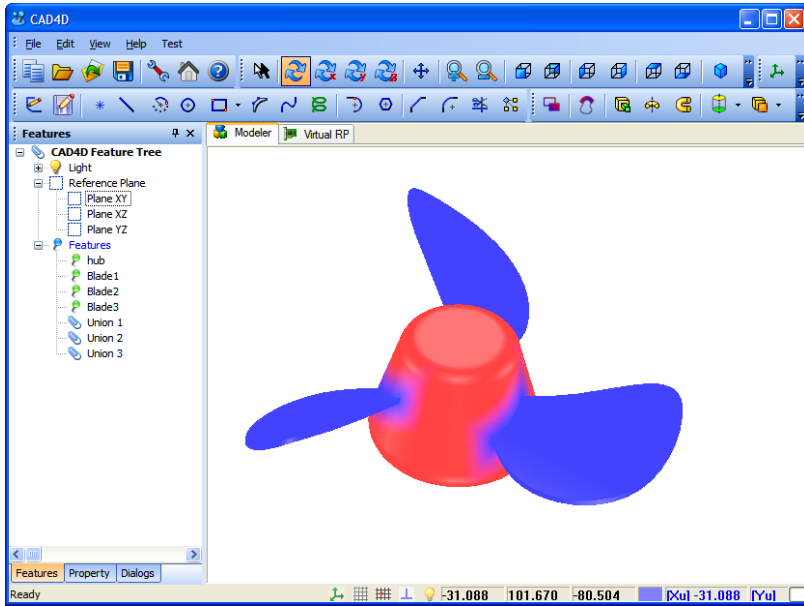 CAD4D
File Edit View Help Test
Features
Modeler Virtual RP
CAD4D Feature Tree
Light
Reference Plane
Plane XY
Plane XZ
Plane YZ
Features
hub
Blade1
Blade2
Blade3
Union 1
Union 2
Union 3
Features Property Dialogs
Ready -31.088 101.670 -80.504 [Xu] -31.088 [Yu]